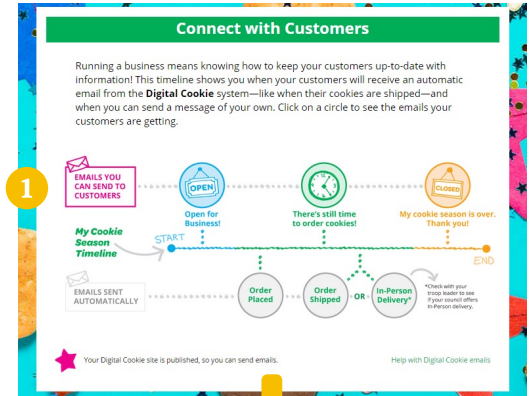 Connect with Customers
Running a business means knowing how to keep your customers up-to-date with
information! This timeline shows you when your customers will receive an automatic
email from the Digital Cookie system—like when their cookies are shipped—and
when you can send a message of your own. Click on a circle to see the emails your
customers are getting.
1
EMAILS YOU
CAN SEND TO
CUSTOMERS
OPEN
CLOSED
Open for
Business!
There's still time
to order cookies!
My cookie season is over.
Thank you!
My Cookie
Season
Timeline
START
END
EMAILS SENT
AUTOMATICALLY
Order
Placed
Order
Shipped
OR
In-Person
Delivery*
*Check with your
troop leader to see
if your council offers
In-Person delivery.
Your Digital Cookie site is published, so you can send emails.
Help with Digital Cookie emails